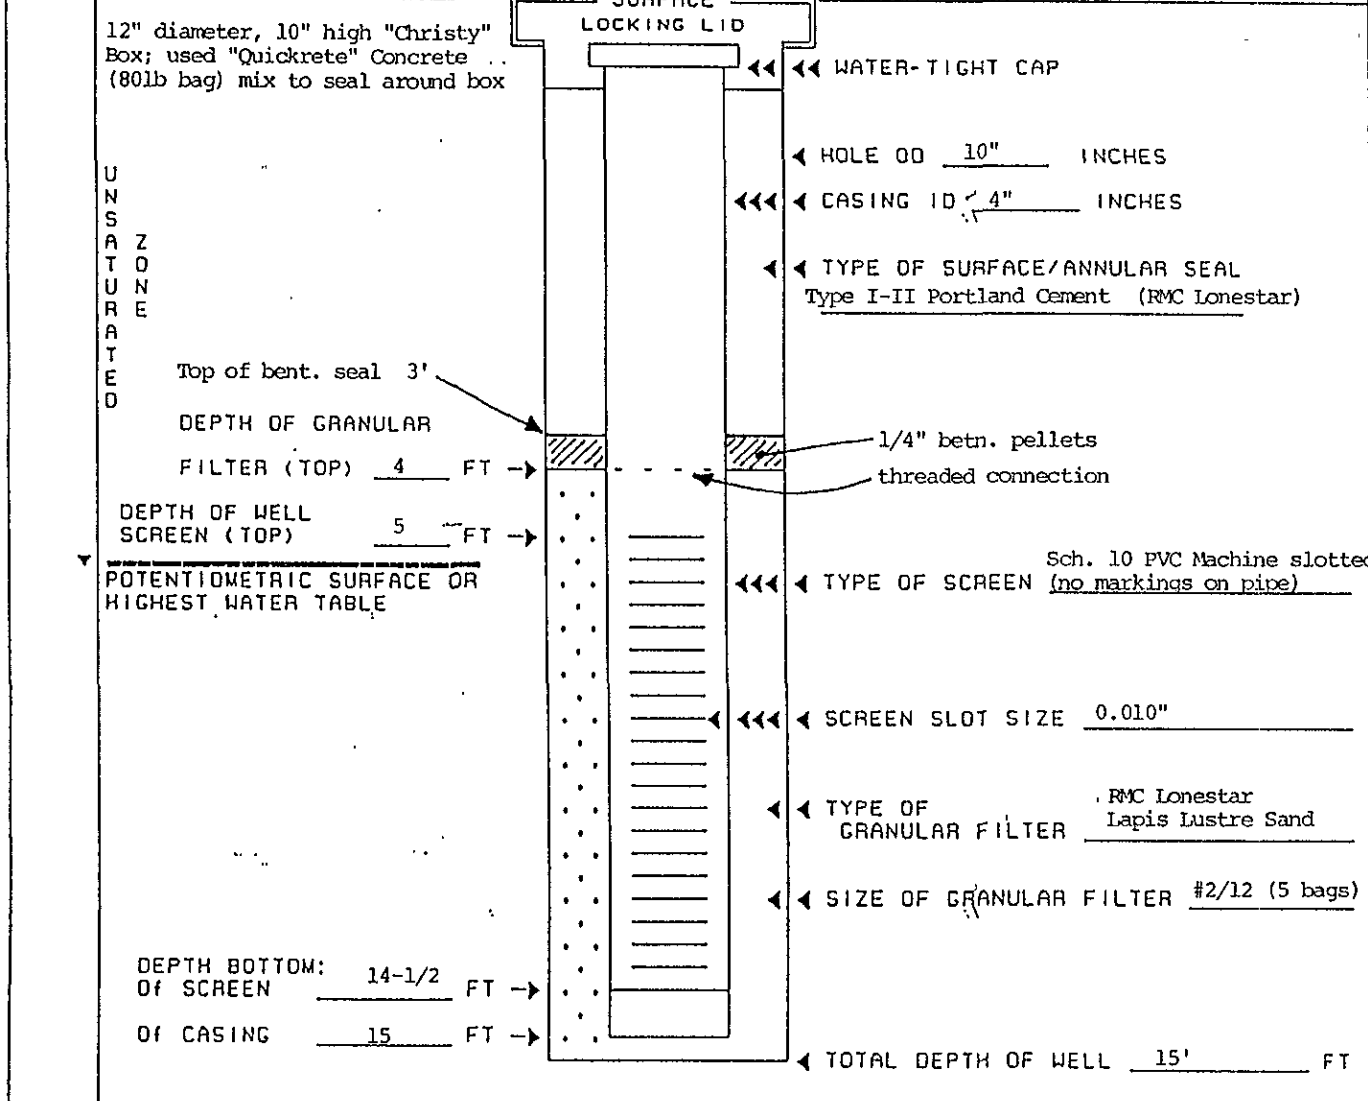 SURFACE
LOCKING LID
12" diameter, 10" high "Christy"
Box; used "Quickrete" Concrete ..
(80lb bag) mix to seal around box
WATER-TIGHT CAP
HOLE OD 10" INCHES
CASING ID 4" INCHES
UNSATURATED
ZONE
TYPE OF SURFACE/ANNULAR SEAL
Type I-II Portland Cement (RMC Lonestar)
Top of bent. seal 3'
DEPTH OF GRANULAR
FILTER (TOP) 4 FT
1/4" betn. pellets
threaded connection
DEPTH OF WELL
SCREEN (TOP) 5 FT
POTENTIOMETRIC SURFACE OR
HIGHEST WATER TABLE
Sch. 10 PVC Machine slotted
TYPE OF SCREEN (no markings on pipe)
SCREEN SLOT SIZE 0.010"
TYPE OF
GRANULAR FILTER
RMC Lonestar
Lapis Lustre Sand
SIZE OF GRANULAR FILTER #2/12 (5 bags)
DEPTH BOTTOM:
Of SCREEN 14-1/2 FT
Of CASING 15 FT
TOTAL DEPTH OF WELL 15' FT